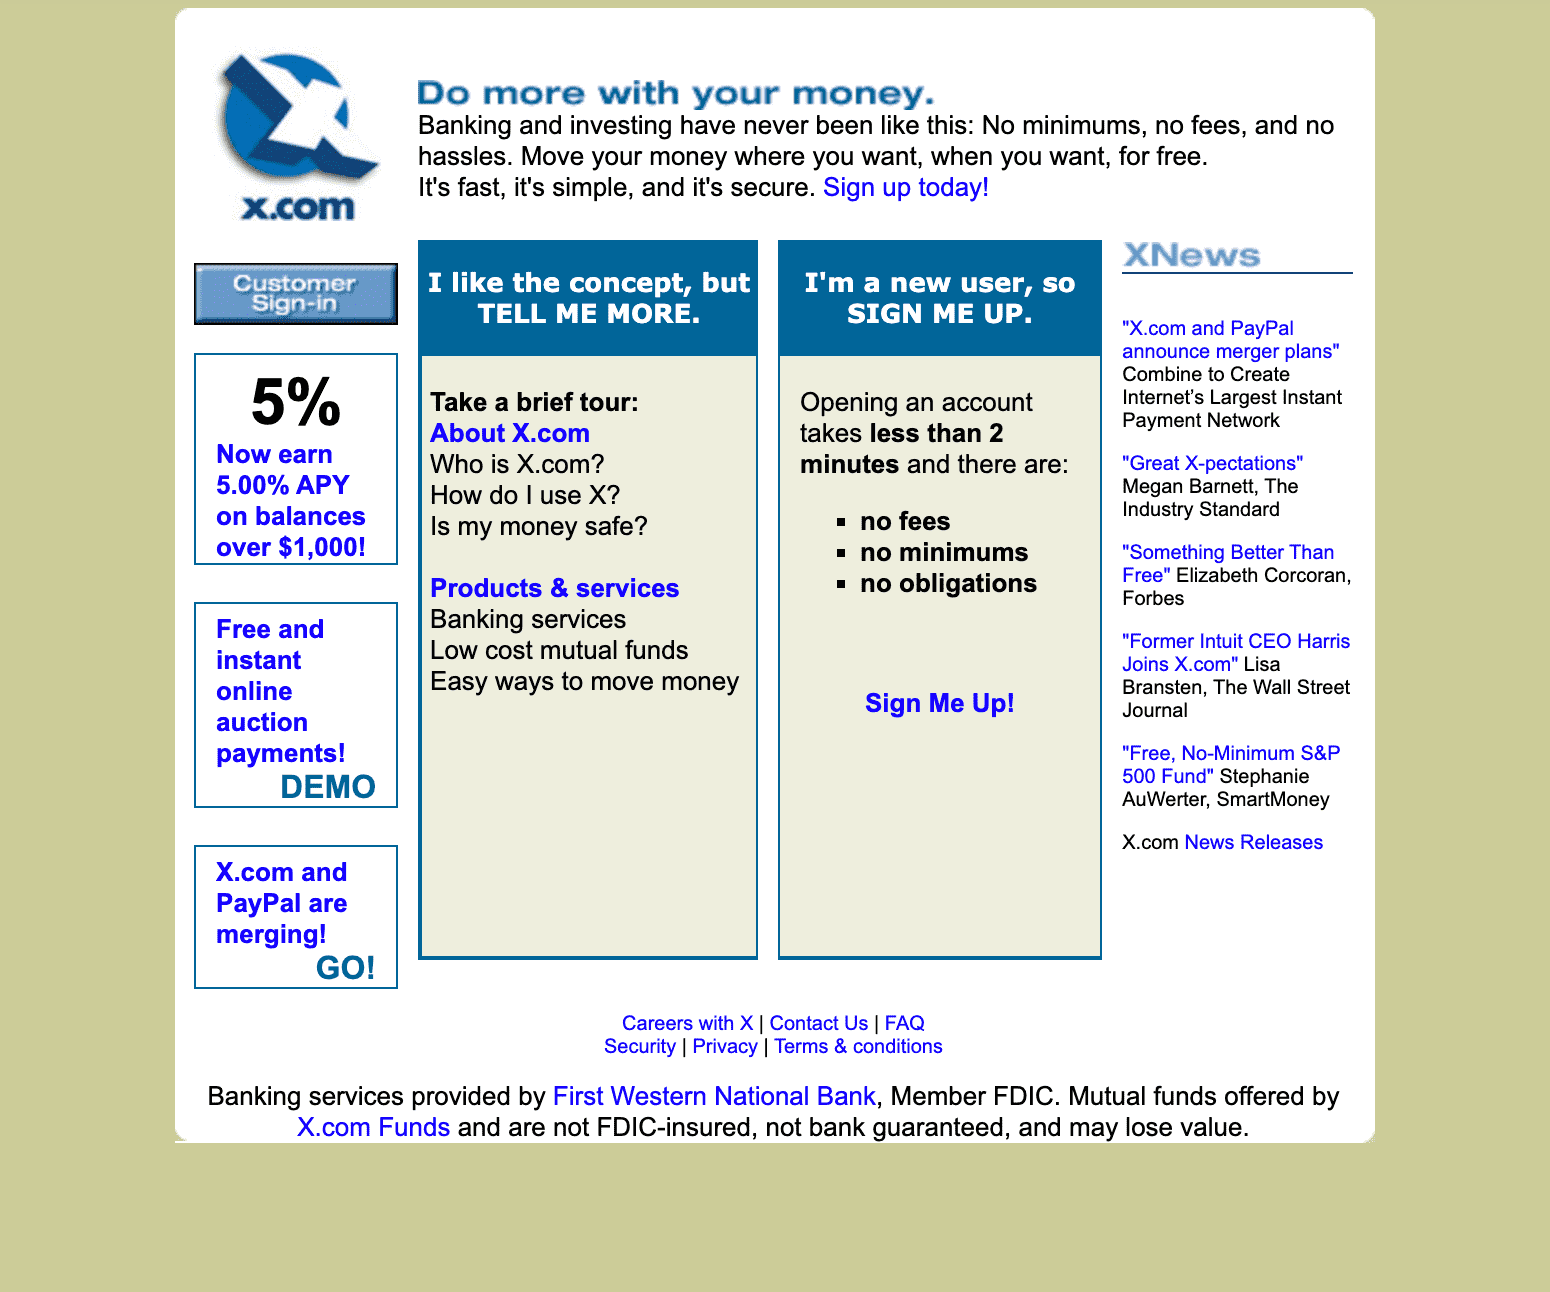 x.com
Do more with your money.
Banking and investing have never been like this: No minimums, no fees, and no
hassles. Move your money where you want, when you want, for free.
It's fast, it's simple, and it's secure. Sign up today!
Customer
Sign-in
5%
Now earn
5.00% APY
on balances
over $1,000!
Free and
instant
online
auction
payments!
DEMO
X.com and
PayPal are
merging!
GO!
I like the concept, but
TELL ME MORE.
Take a brief tour:
About X.com
Who is X.com?
How do I use X?
Is my money safe?
Products & services
Banking services
Low cost mutual funds
Easy ways to move money
I'm a new user, so
SIGN ME UP.
Opening an account
takes less than 2
minutes and there are:
▪ no fees
▪ no minimums
▪ no obligations
Sign Me Up!
XNews
"X.com and PayPal
announce merger plans"
Combine to Create
Internet’s Largest Instant
Payment Network
"Great X-pectations"
Megan Barnett, The
Industry Standard
"Something Better Than
Free" Elizabeth Corcoran,
Forbes
"Former Intuit CEO Harris
Joins X.com" Lisa
Bransten, The Wall Street
Journal
"Free, No-Minimum S&P
500 Fund" Stephanie
AuWerter, SmartMoney
X.com News Releases
Careers with X | Contact Us | FAQ
Security | Privacy | Terms & conditions
Banking services provided by First Western National Bank, Member FDIC. Mutual funds offered by
X.com Funds and are not FDIC-insured, not bank guaranteed, and may lose value.